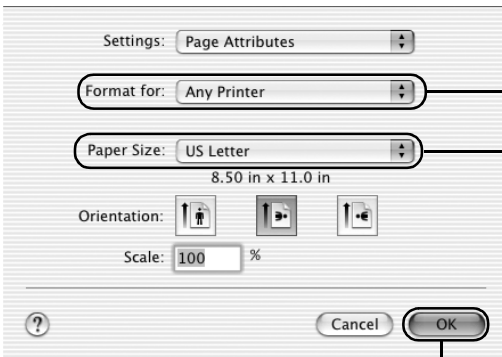 Settings: Page Attributes
Format for: Any Printer
Paper Size: US Letter
8.50 in x 11.0 in
Orientation:
Scale: 100 %
? Cancel OK